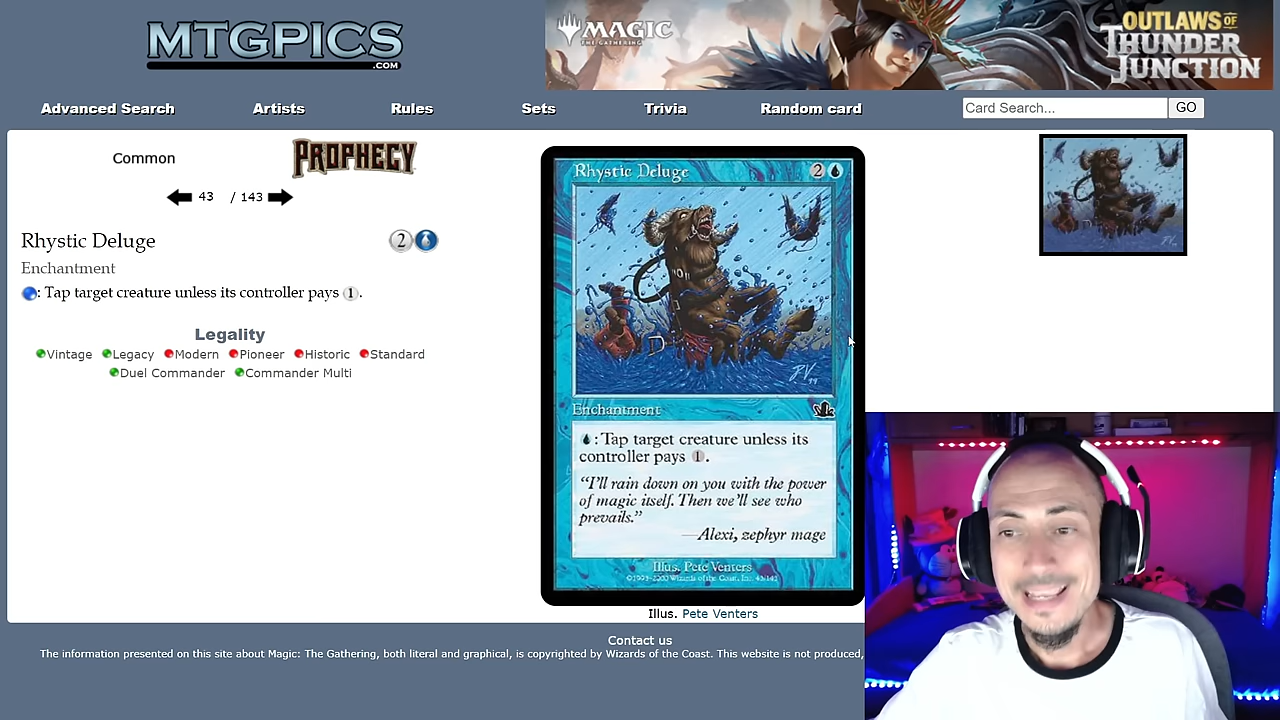 MTGPICS
.COM
MAGIC
THE GATHERING
OUTLAWS OF
THUNDER
JUNCTION
Advanced Search
Artists
Rules
Sets
Trivia
Random card
Card Search...
GO
Common
PROPHECY
43 / 143
Rhystic Deluge
2
Enchantment
: Tap target creature unless its controller pays 1.
Legality
Vintage Legacy Modern Pioneer Historic Standard
Duel Commander Commander Multi
Rhystic Deluge
2
PV
Enchantment
:Tap target creature unless its
controller pays 1.
“I’ll rain down on you with the power
of magic itself. Then we’ll see who
prevails.”
—Alexi, zephyr mage
Illus. Pete Venters
Illus. Pete Venters
Contact us
The information presented on this site about Magic: The Gathering, both literal and graphical, is copyrighted by Wizards of the Coast. This website is not produced,